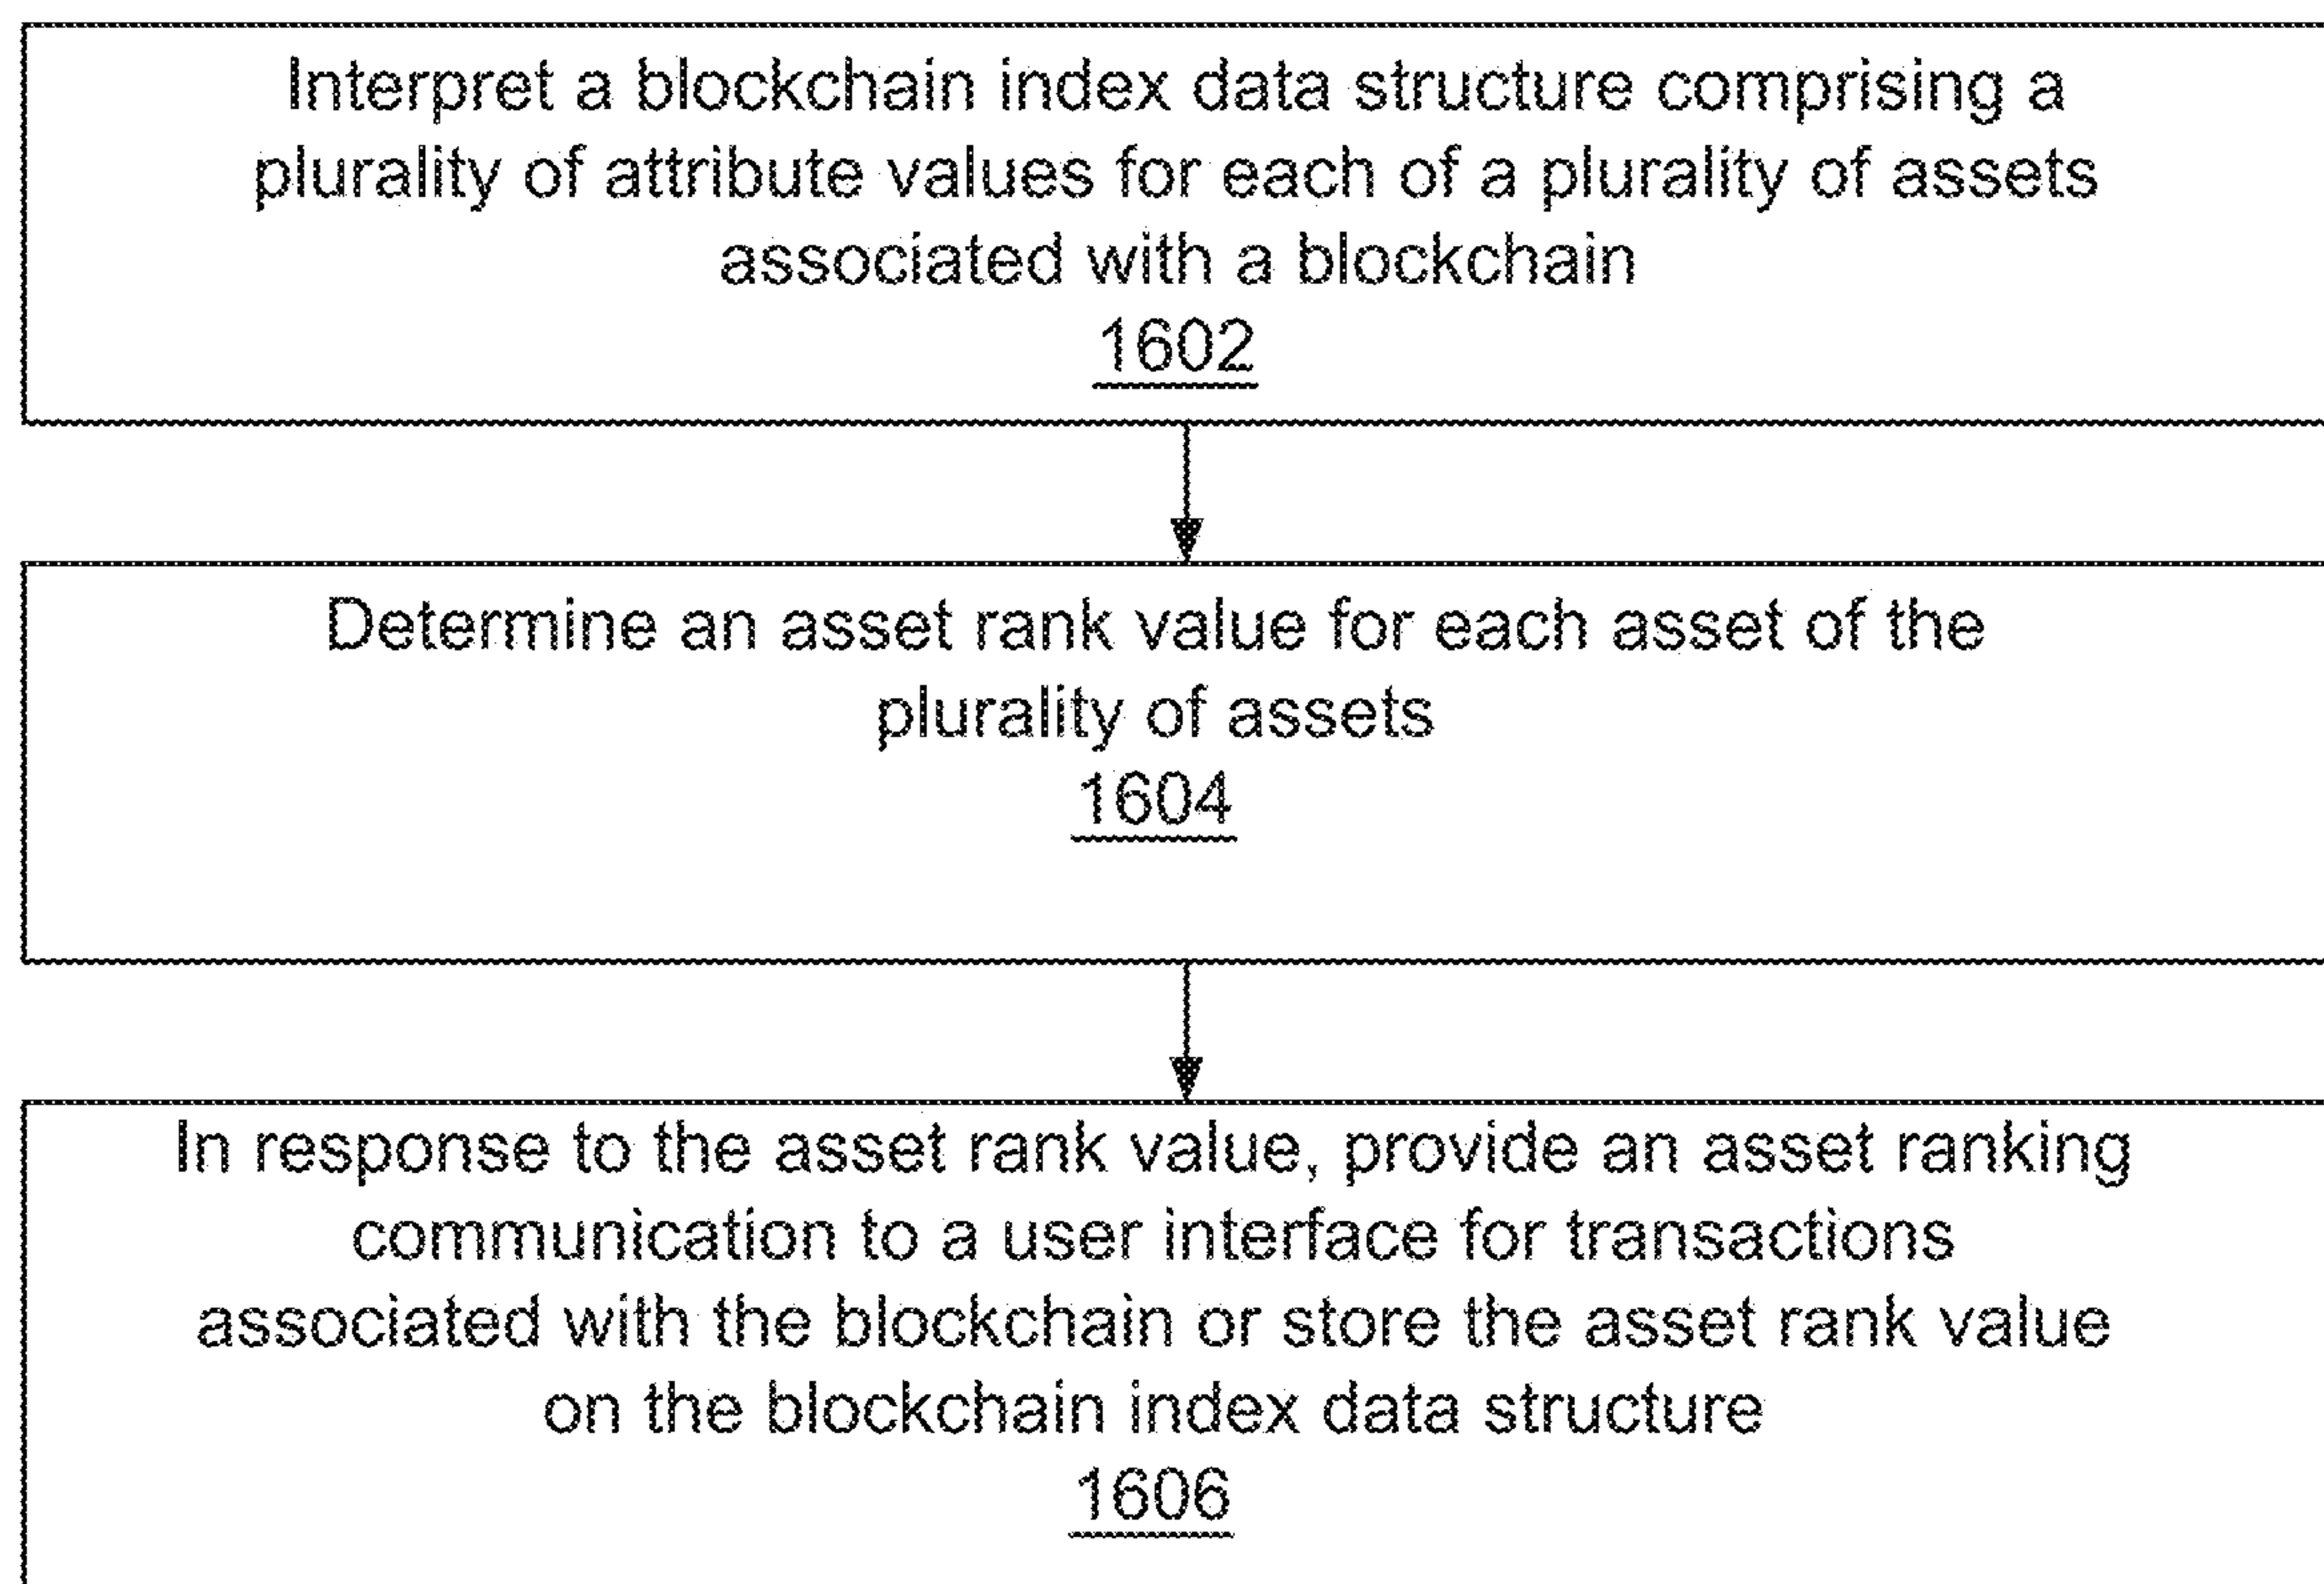 Interpret a blockchain index data structure comprising a
plurality of attribute values for each of a plurality of assets
associated with a blockchain
1602
Determine an asset rank value for each asset of the
plurality of assets
1604
In response to the asset rank value, provide an asset ranking
communication to a user interface for transactions
associated with the blockchain or store the asset rank value
on the blockchain index data structure
1606